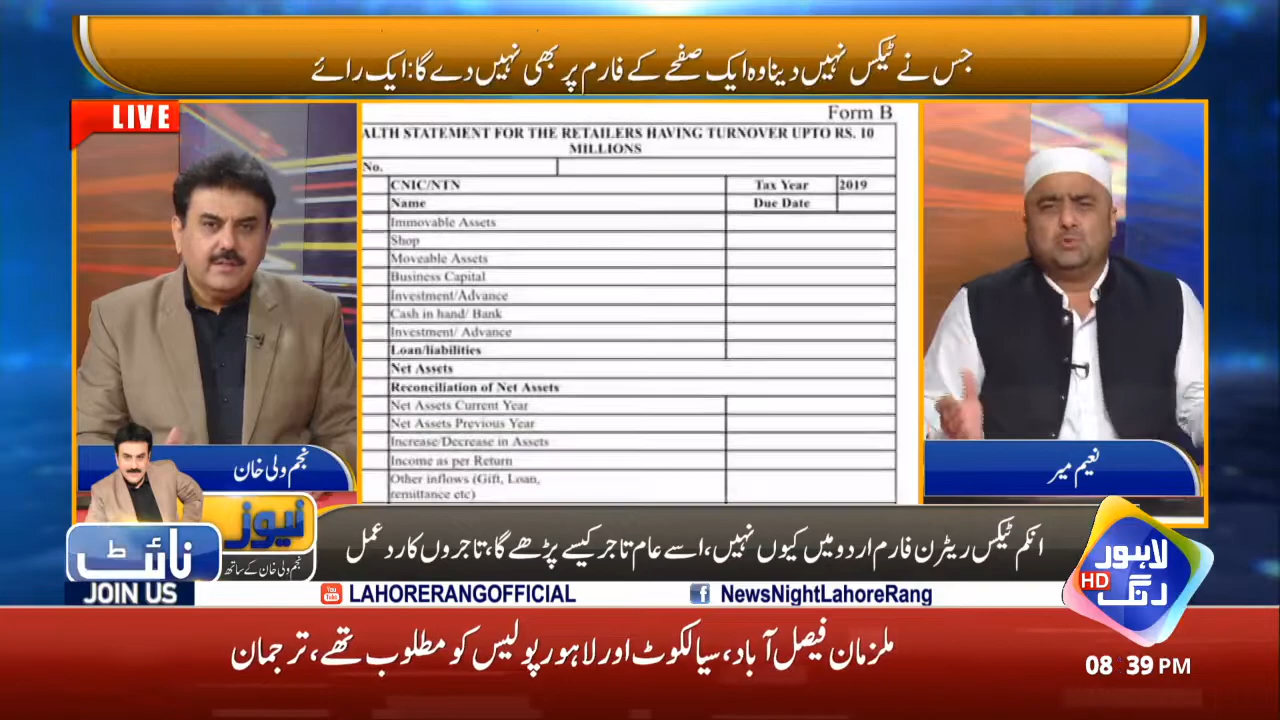 جس نے ٹیکس نہیں دینا وہ ایک صفحے کے فارم پر بھی نہیں دے گا: ایک رائے
LIVE
Form B
ALTH STATEMENT FOR THE RETAILERS HAVING TURNOVER UPTO RS. 10
MILLIONS
No.
CNIC/NTN Tax Year 2019
Name Due Date
Immovable Assets
Shop
Moveable Assets
Business Capital
Investment/Advance
Cash in hand/ Bank
Investment/ Advance
Loan/liabilities
Net Assets
Reconciliation of Net Assets
Net Assets Current Year
Net Assets Previous Year
Increase/Decrease in Assets
Income as per Return
Other inflows (Gift, Loan,
remittance etc)
نجم ولی خان
نعیم میر
نیوز
نائٹ
نجم ولی خان کے ساتھ
انکم ٹیکس ریٹرن فارم اردو میں کیوں نہیں، اسے عام تاجر کیسے پڑھے گا، تاجروں کا ردعمل
لاہور
رنگ
HD
JOIN US
You Tube LAHORERANGOFFICIAL
f NewsNightLahoreRang
ملزمان فیصل آباد، سیالکوٹ اور لاہور پولیس کو مطلوب تھے، ترجمان
08 39 PM